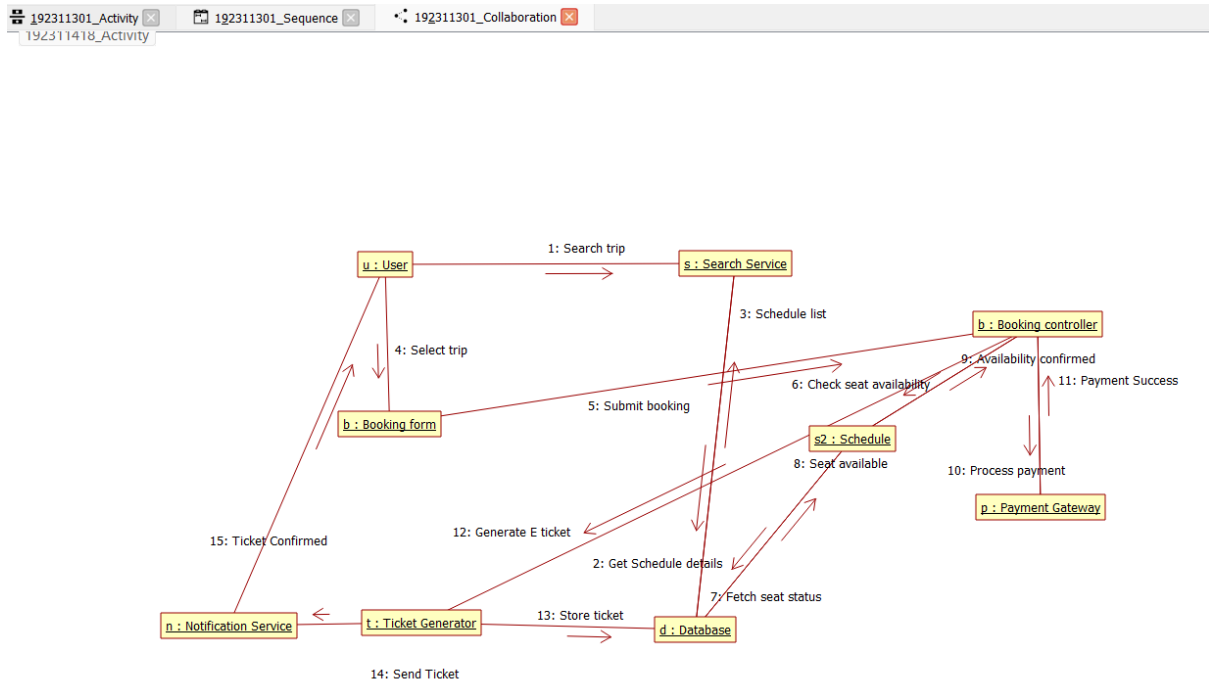 192311301_Activity
192311301_Sequence
192311301_Collaboration
192311418_Activity
1: Search trip
u : User
s : Search Service
3: Schedule list
b : Booking controller
4: Select trip
9: Availability confirmed
6: Check seat availability
11: Payment Success
5: Submit booking
b : Booking form
s2 : Schedule
8: Seat available
10: Process payment
p : Payment Gateway
12: Generate E ticket
15: Ticket Confirmed
2: Get Schedule details
7: Fetch seat status
13: Store ticket
n : Notification Service
t : Ticket Generator
d : Database
14: Send Ticket